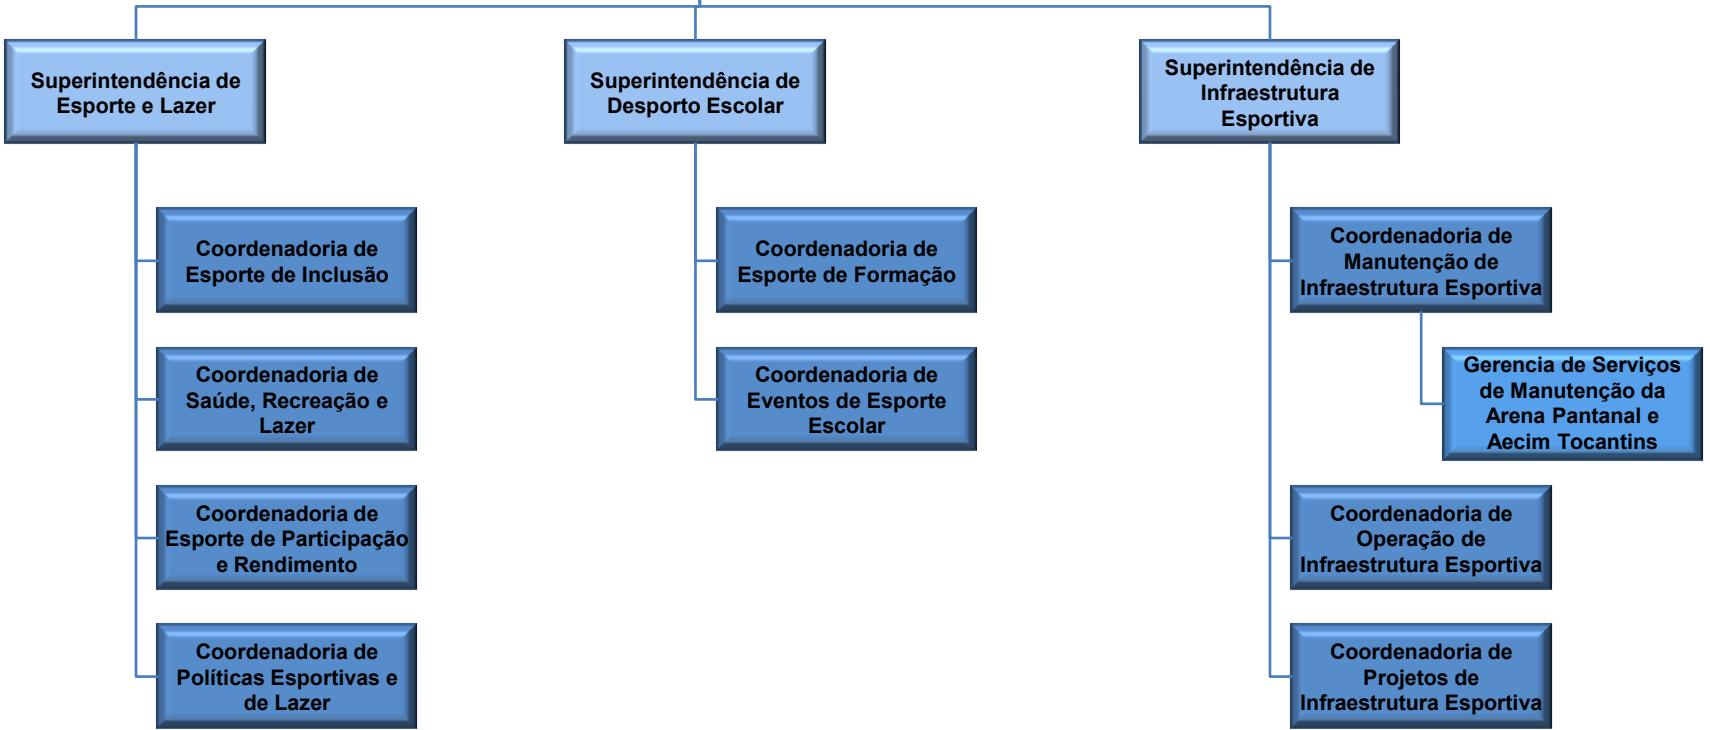 Superintendência de
Esporte e Lazer
Superintendência de
Desporto Escolar
Superintendência de
Infraestrutura
Esportiva
Coordenadoria de
Esporte de Inclusão
Coordenadoria de
Esporte de Formação
Coordenadoria de
Manutenção de
Infraestrutura Esportiva
Coordenadoria de
Saúde, Recreação e
Lazer
Coordenadoria de
Eventos de Esporte
Escolar
Gerencia de Serviços
de Manutenção da
Arena Pantanal e
Aecim Tocantins
Coordenadoria de
Esporte de Participação
e Rendimento
Coordenadoria de
Operação de
Infraestrutura Esportiva
Coordenadoria de
Políticas Esportivas e
de Lazer
Coordenadoria de
Projetos de
Infraestrutura Esportiva